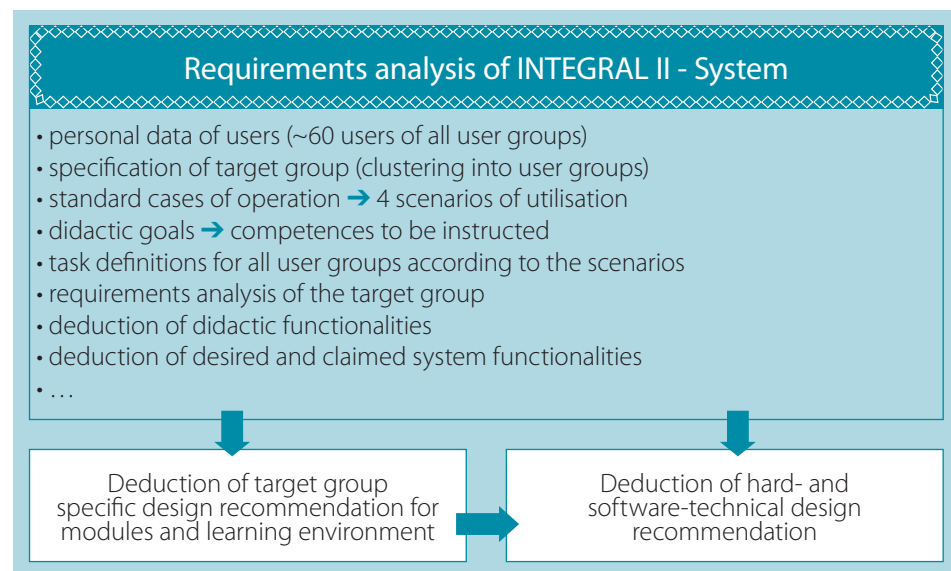 Requirements analysis of INTEGRAL II - System
• personal data of users (~60 users of all user groups)
• specification of target group (clustering into user groups)
• standard cases of operation ➔ 4 scenarios of utilisation
• didactic goals ➔ competences to be instructed
• task definitions for all user groups according to the scenarios
• requirements analysis of the target group
• deduction of didactic functionalities
• deduction of desired and claimed system functionalities
• …
Deduction of target group
specific design recommendation for
modules and learning environment
Deduction of hard- and
software-technical design
recommendation